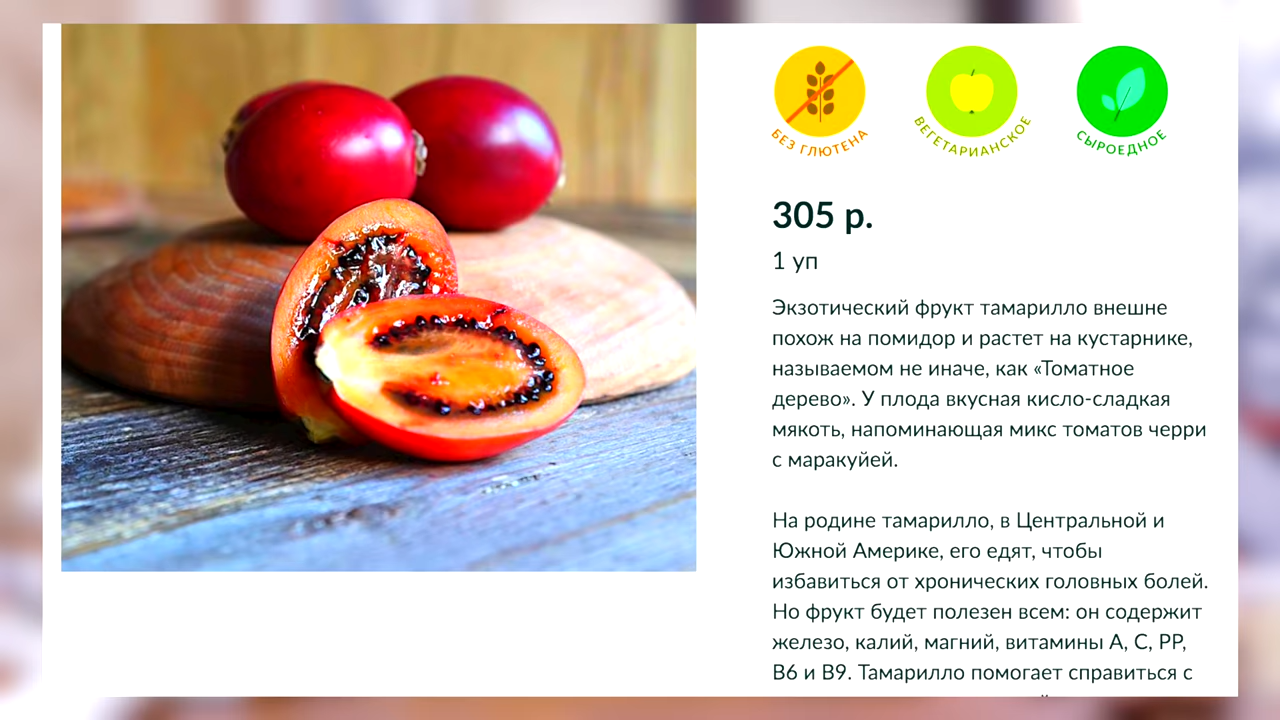 БЕЗ ГЛЮТЕНА
ВЕГЕТАРИАНСКОЕ
СЫРОЕДНОЕ
305 р.
1 уп
Экзотический фрукт тамарилло внешне
похож на помидор и растет на кустарнике,
называемом не иначе, как «Томатное
дерево». У плода вкусная кисло-сладкая
мякоть, напоминающая микс томатов черри
с маракуйей.
На родине тамарилло, в Центральной и
Южной Америке, его едят, чтобы
избавиться от хронических головных болей.
Но фрукт будет полезен всем: он содержит
железо, калий, магний, витамины А, С, РР,
В6 и В9. Тамарилло помогает справиться с